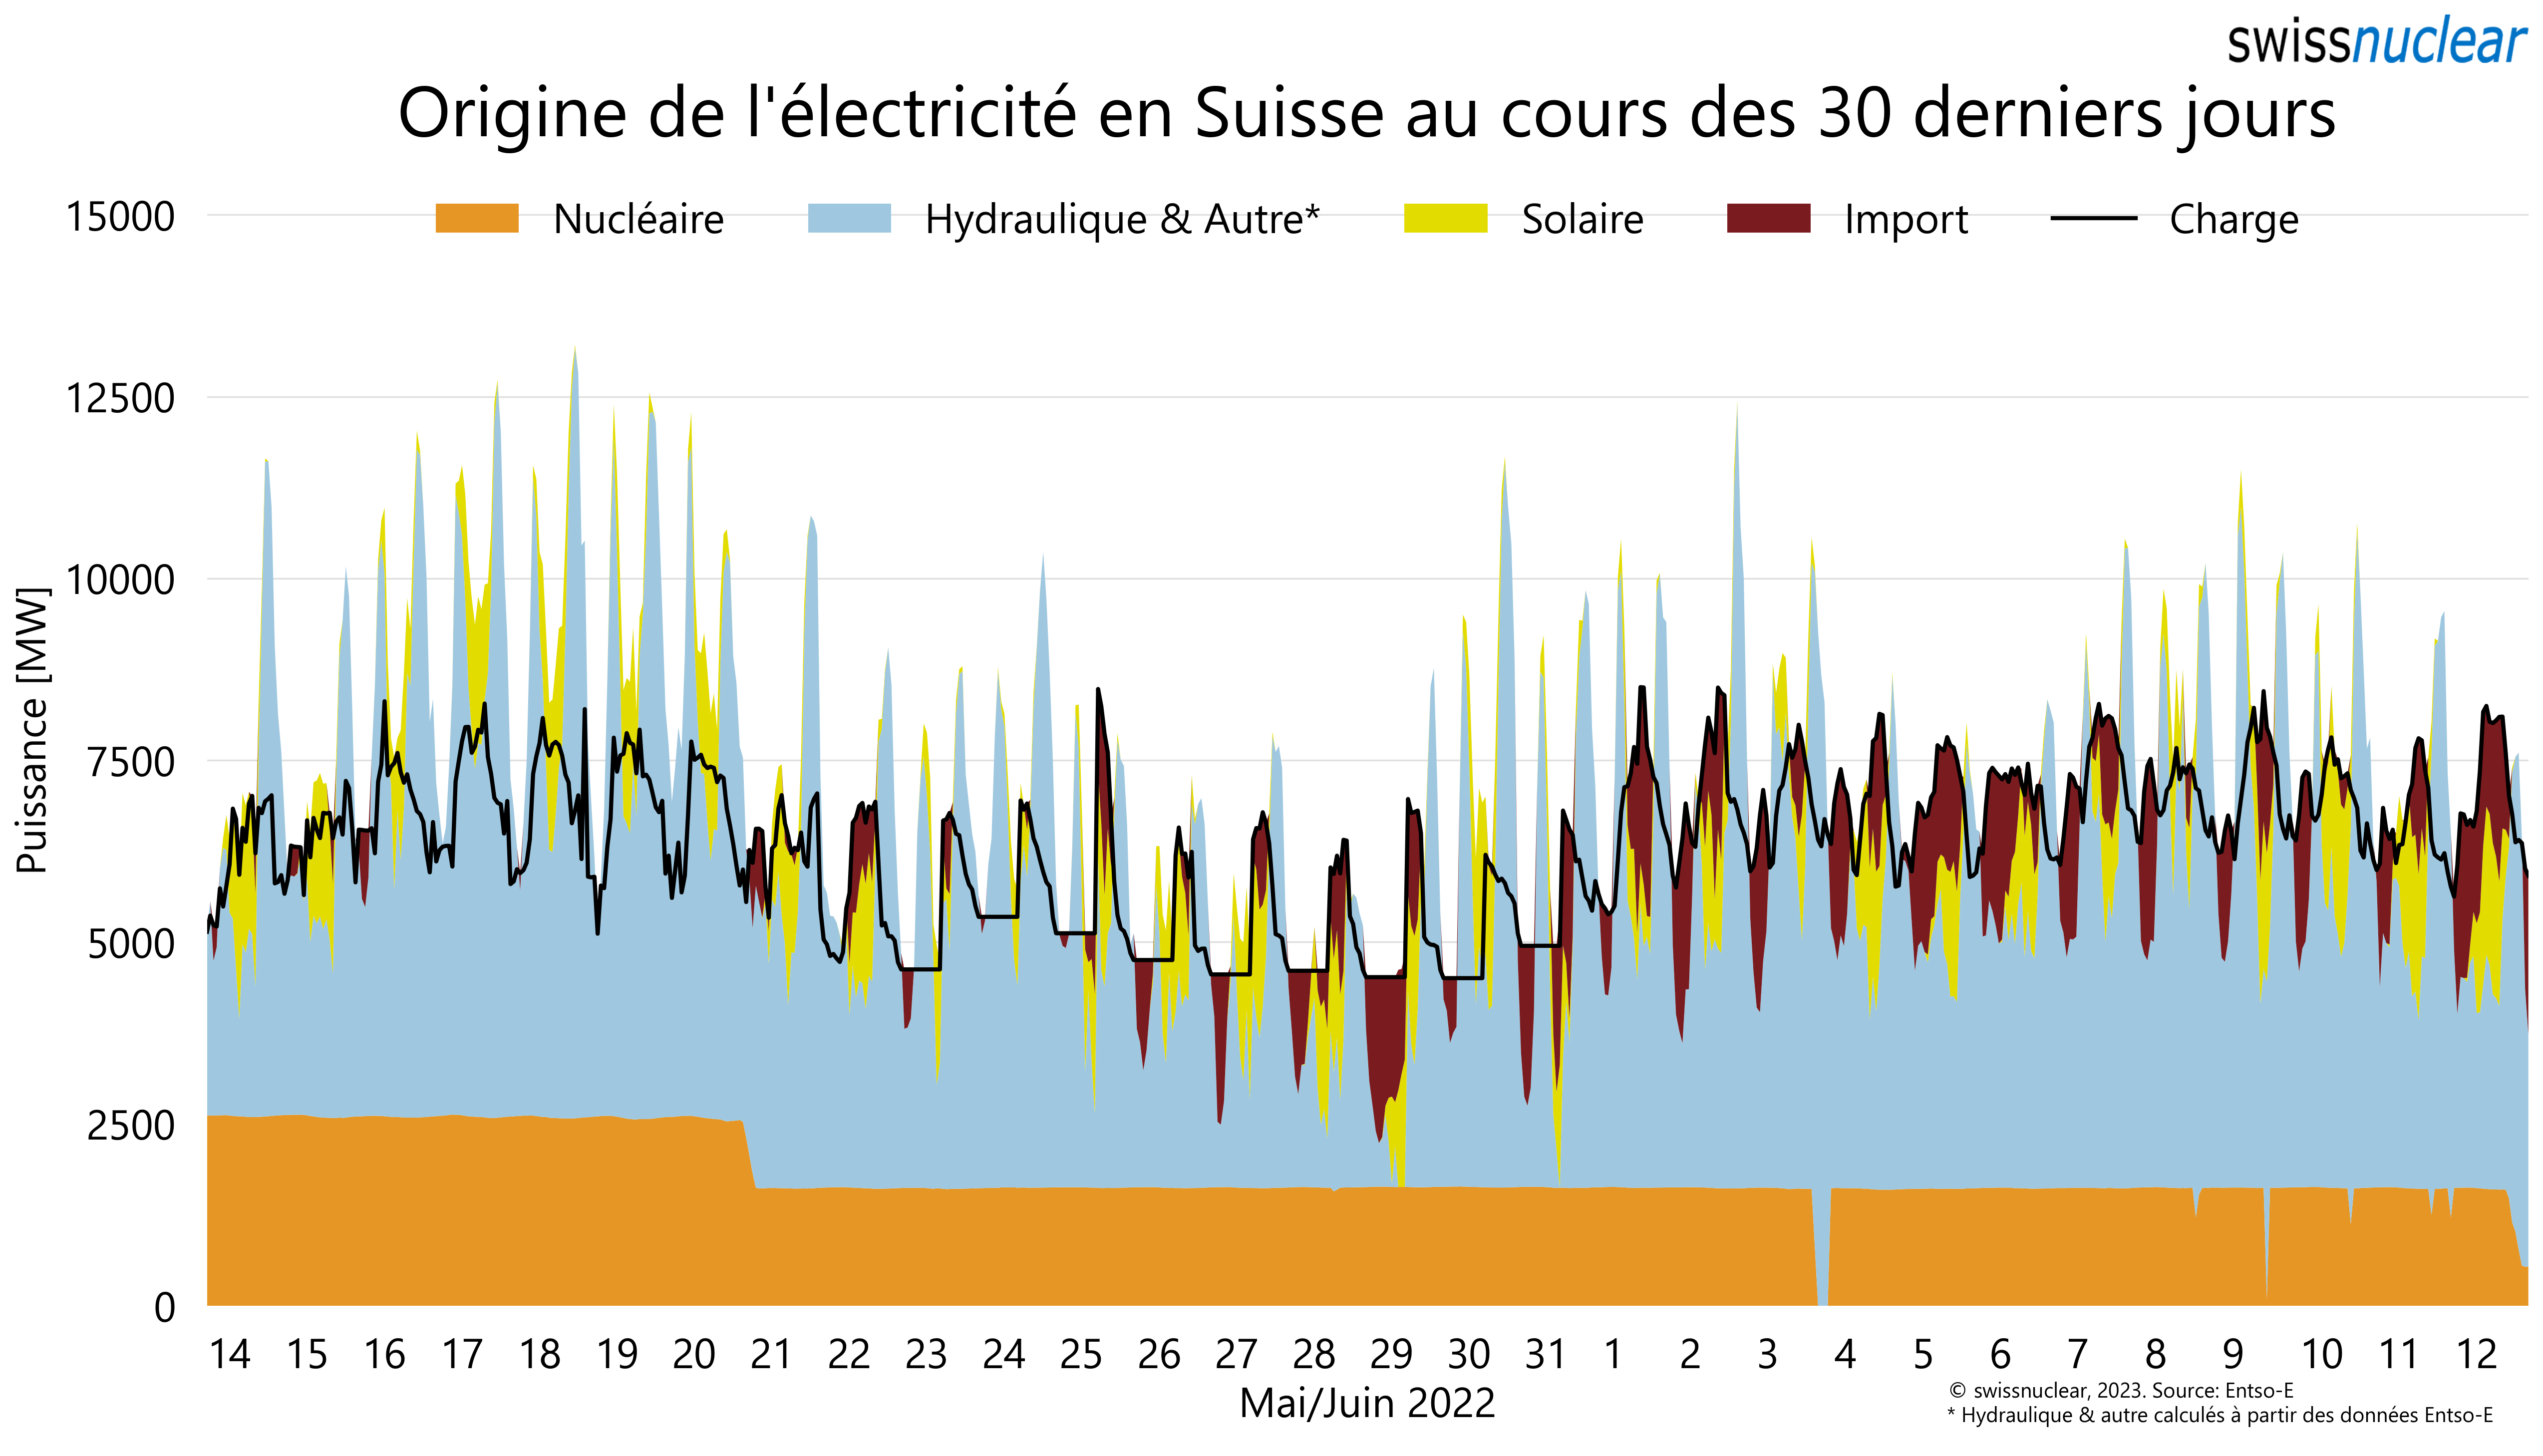 swissnuclear
Origine de l'électricité en Suisse au cours des 30 derniers jours
Nucléaire Hydraulique & Autre* Solaire Import Charge
Puissance [MW]
15000
12500
10000
7500
5000
2500
0
14 15 16 17 18 19 20 21 22 23 24 25 26 27 28 29 30 31 1 2 3 4 5 6 7 8 9 10 11 12
Mai/Juin 2022
© swissnuclear, 2023. Source: Entso-E
* Hydraulique & autre calculés à partir des données Entso-E